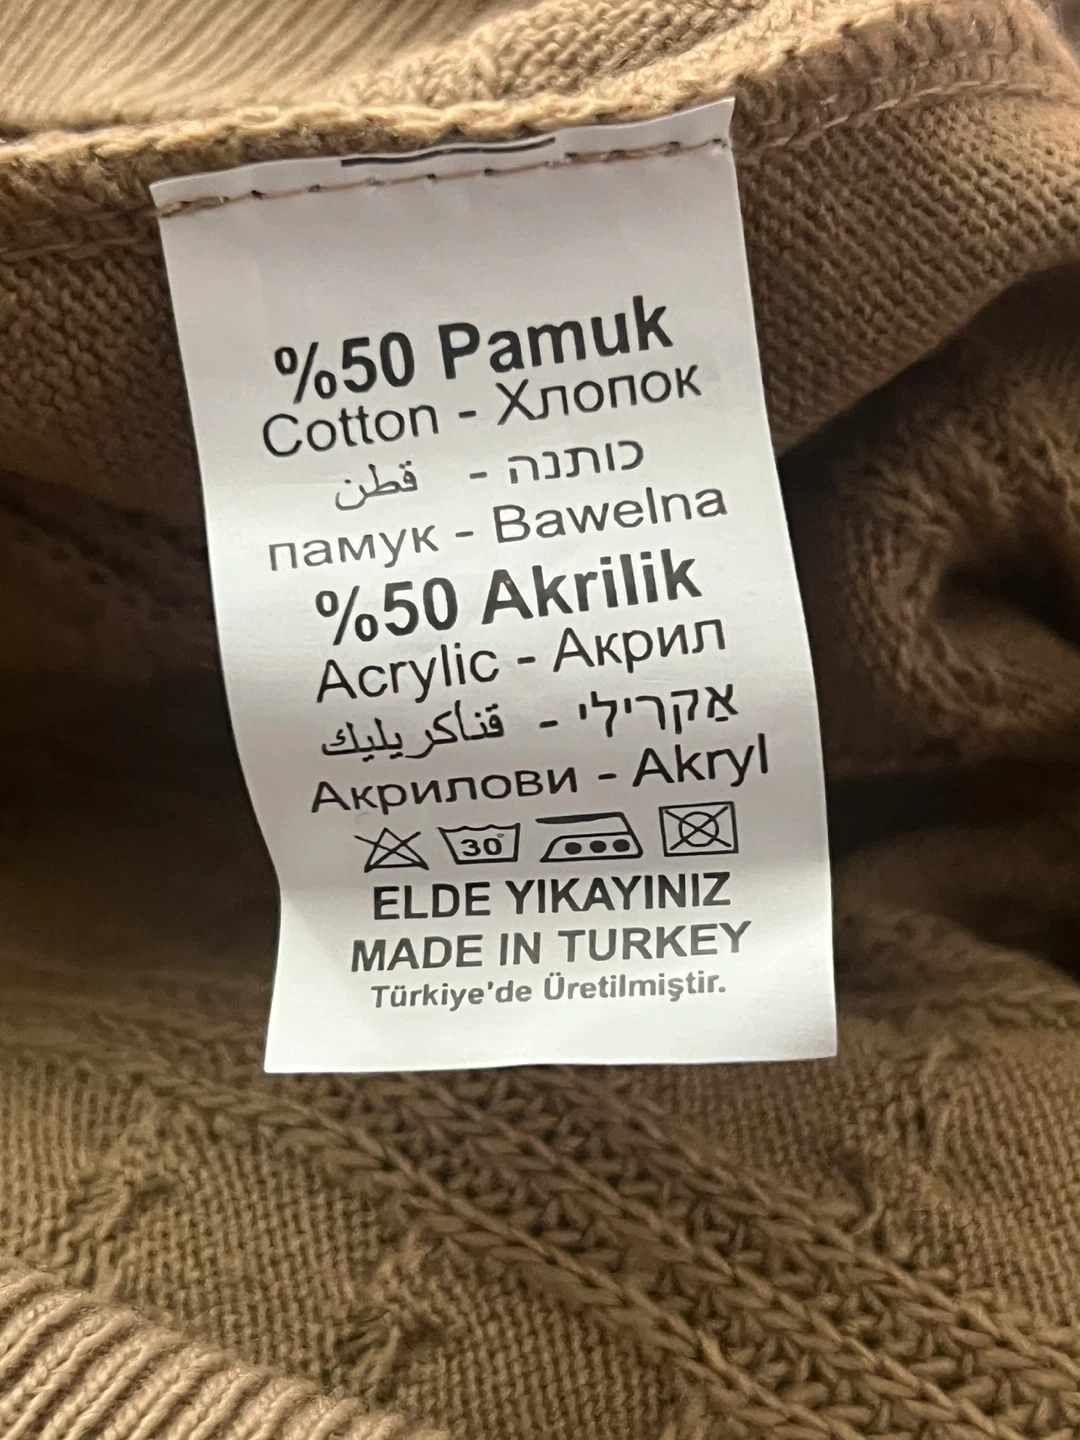 %50 Pamuk
Cotton - Хлопок
כותנה - قطن
памук - Bawelna
%50 Akrilik
Acrylic - Акрил
אַקרילי - قناكريليك
Акрилови - Akryl
30°
ELDE YIKAYINIZ
MADE IN TURKEY
Türkiye'de Üretilmiştir.